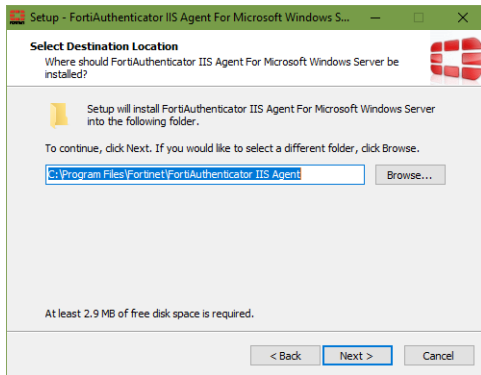 Setup - FortiAuthenticator IIS Agent For Microsoft Windows S...
Select Destination Location
Where should FortiAuthenticator IIS Agent For Microsoft Windows Server be
installed?
Setup will install FortiAuthenticator IIS Agent For Microsoft Windows Server
into the following folder.
To continue, click Next. If you would like to select a different folder, click Browse.
C:\Program Files\Fortinet\FortiAuthenticator IIS Agent
Browse...
At least 2.9 MB of free disk space is required.
< Back
Next >
Cancel